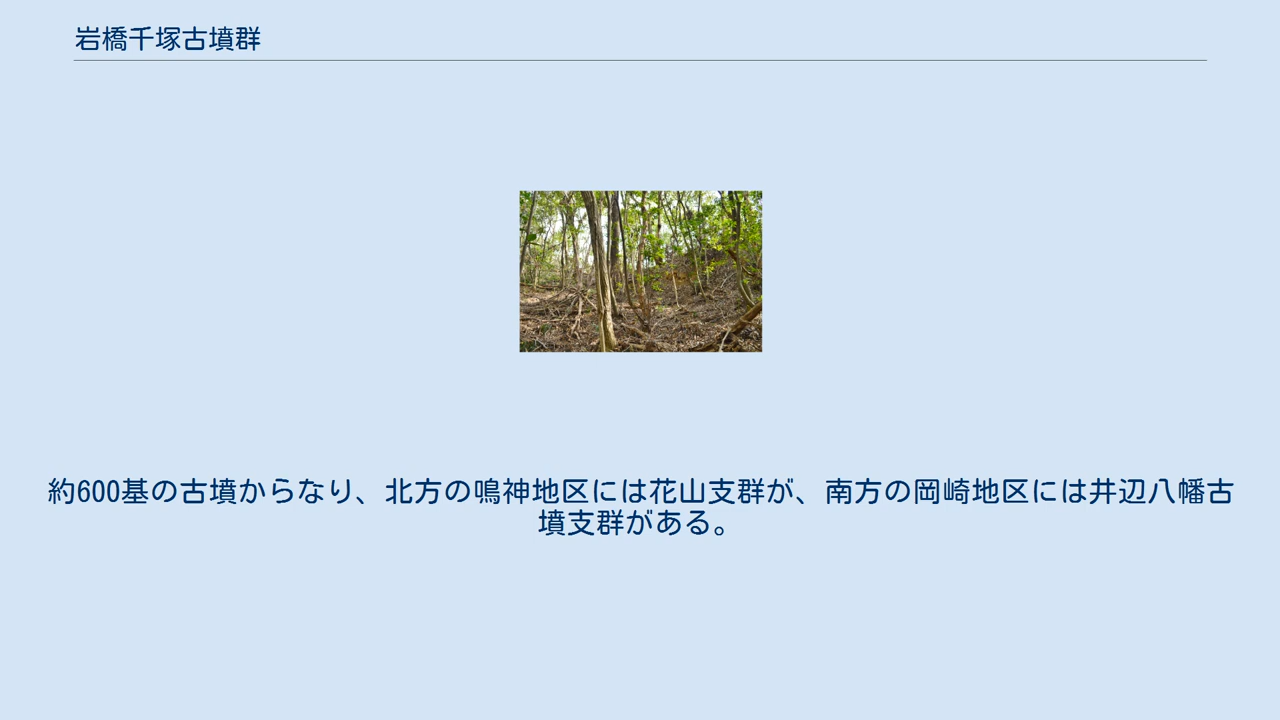 岩橋千塚古墳群
約600基の古墳からなり、北方の鳴神地区には花山支群が、南方の岡崎地区には井辺八幡古
墳支群がある。